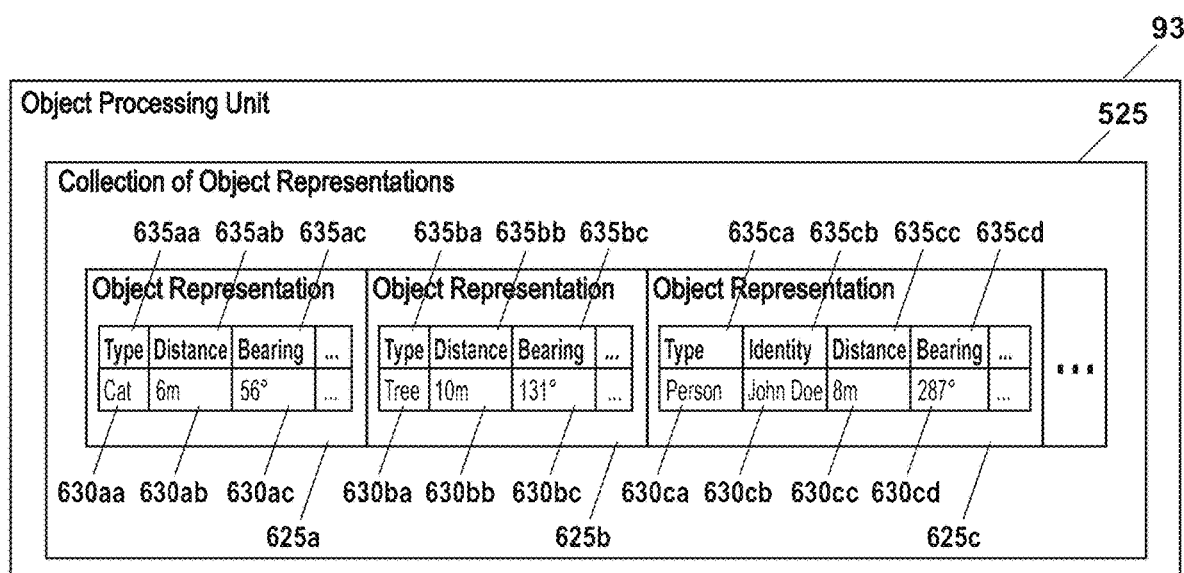 93
Object Processing Unit
525
Collection of Object Representations
635aa 635ab 635ac 635ba 635bb 635bc 635ca 635cb 635cc 635cd
Object Representation Object Representation Object Representation
Type Distance Bearing ... Type Distance Bearing ... Type Identity Distance Bearing ...
Cat 6m 56° ... Tree 10m 131° ... Person John Doe 8m 287° ...
...
630aa 630ab 630ac 630ba 630bb 630bc 630ca 630cb 630cc 630cd
625a 625b 625c